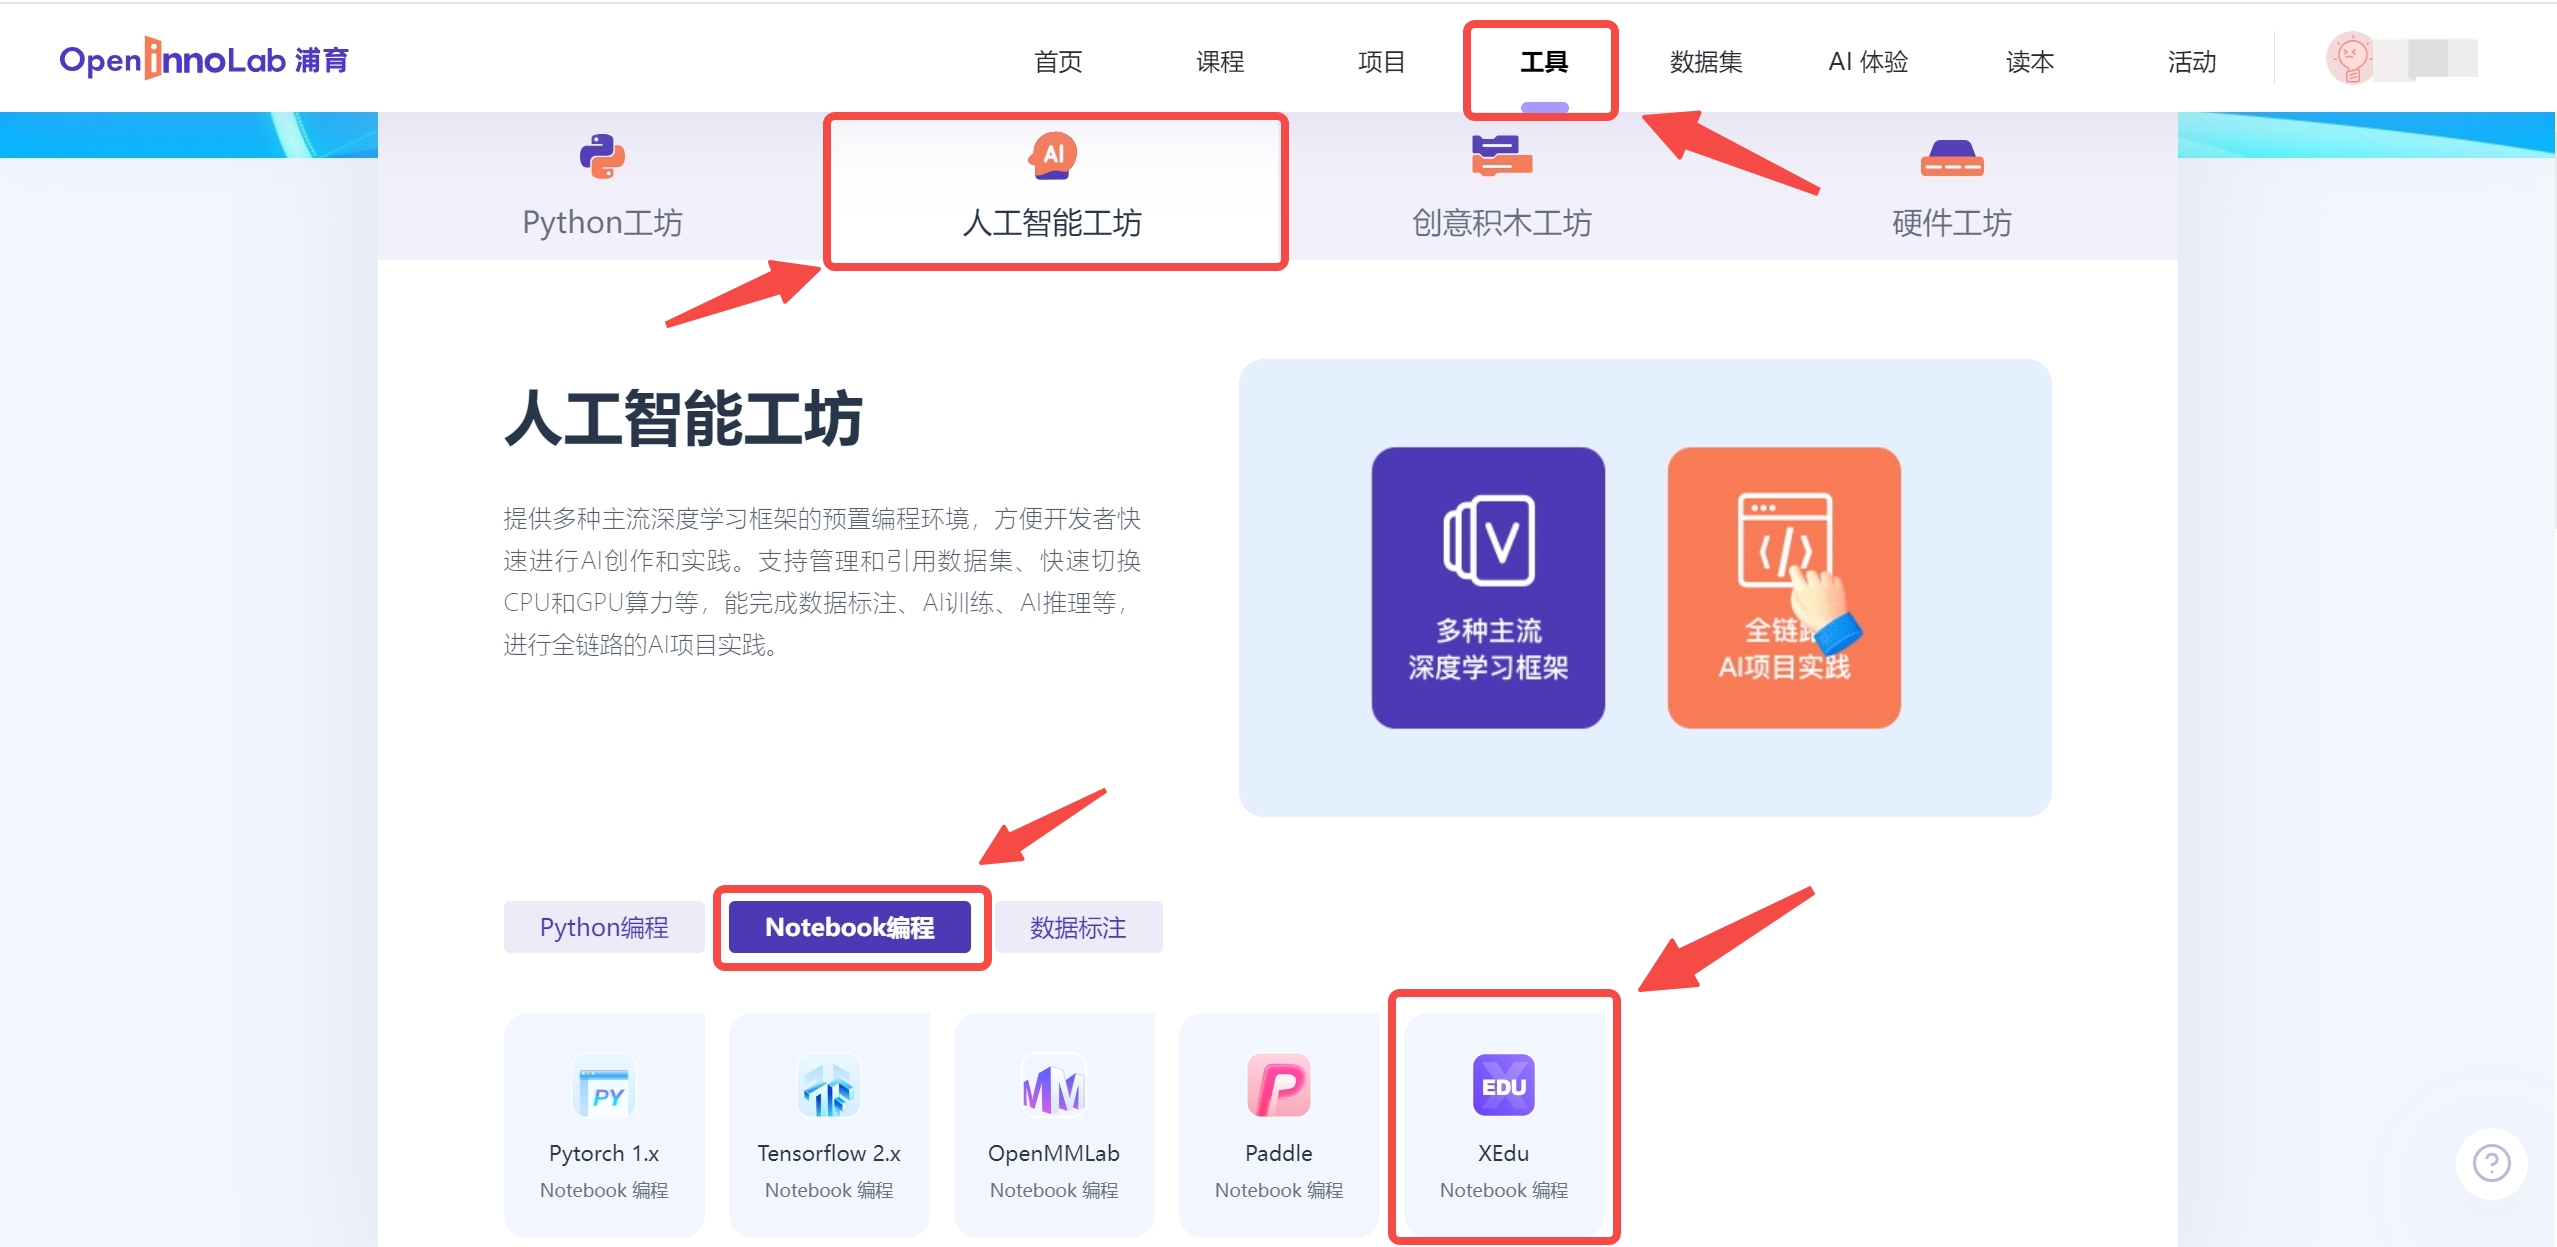 OpenInnoLab 浦育
首页 课程 项目 工具 数据集 AI 体验 读本 活动
AI
Python工坊 人工智能工坊 创意积木工坊 硬件工坊
人工智能工坊
提供多种主流深度学习框架的预置编程环境，方便开发者快
速进行AI创作和实践。支持管理和引用数据集、快速切换
CPU和GPU算力等，能完成数据标注、AI训练、AI推理等，
进行全链路的AI项目实践。
V
</>
多种主流
深度学习框架
全链路
AI项目实践
Python编程 Notebook编程 数据标注
PY
TF
MM
P
EDU
Pytorch 1.x Tensorflow 2.x OpenMMLab Paddle XEdu
Notebook 编程 Notebook 编程 Notebook 编程 Notebook 编程 Notebook 编程
?